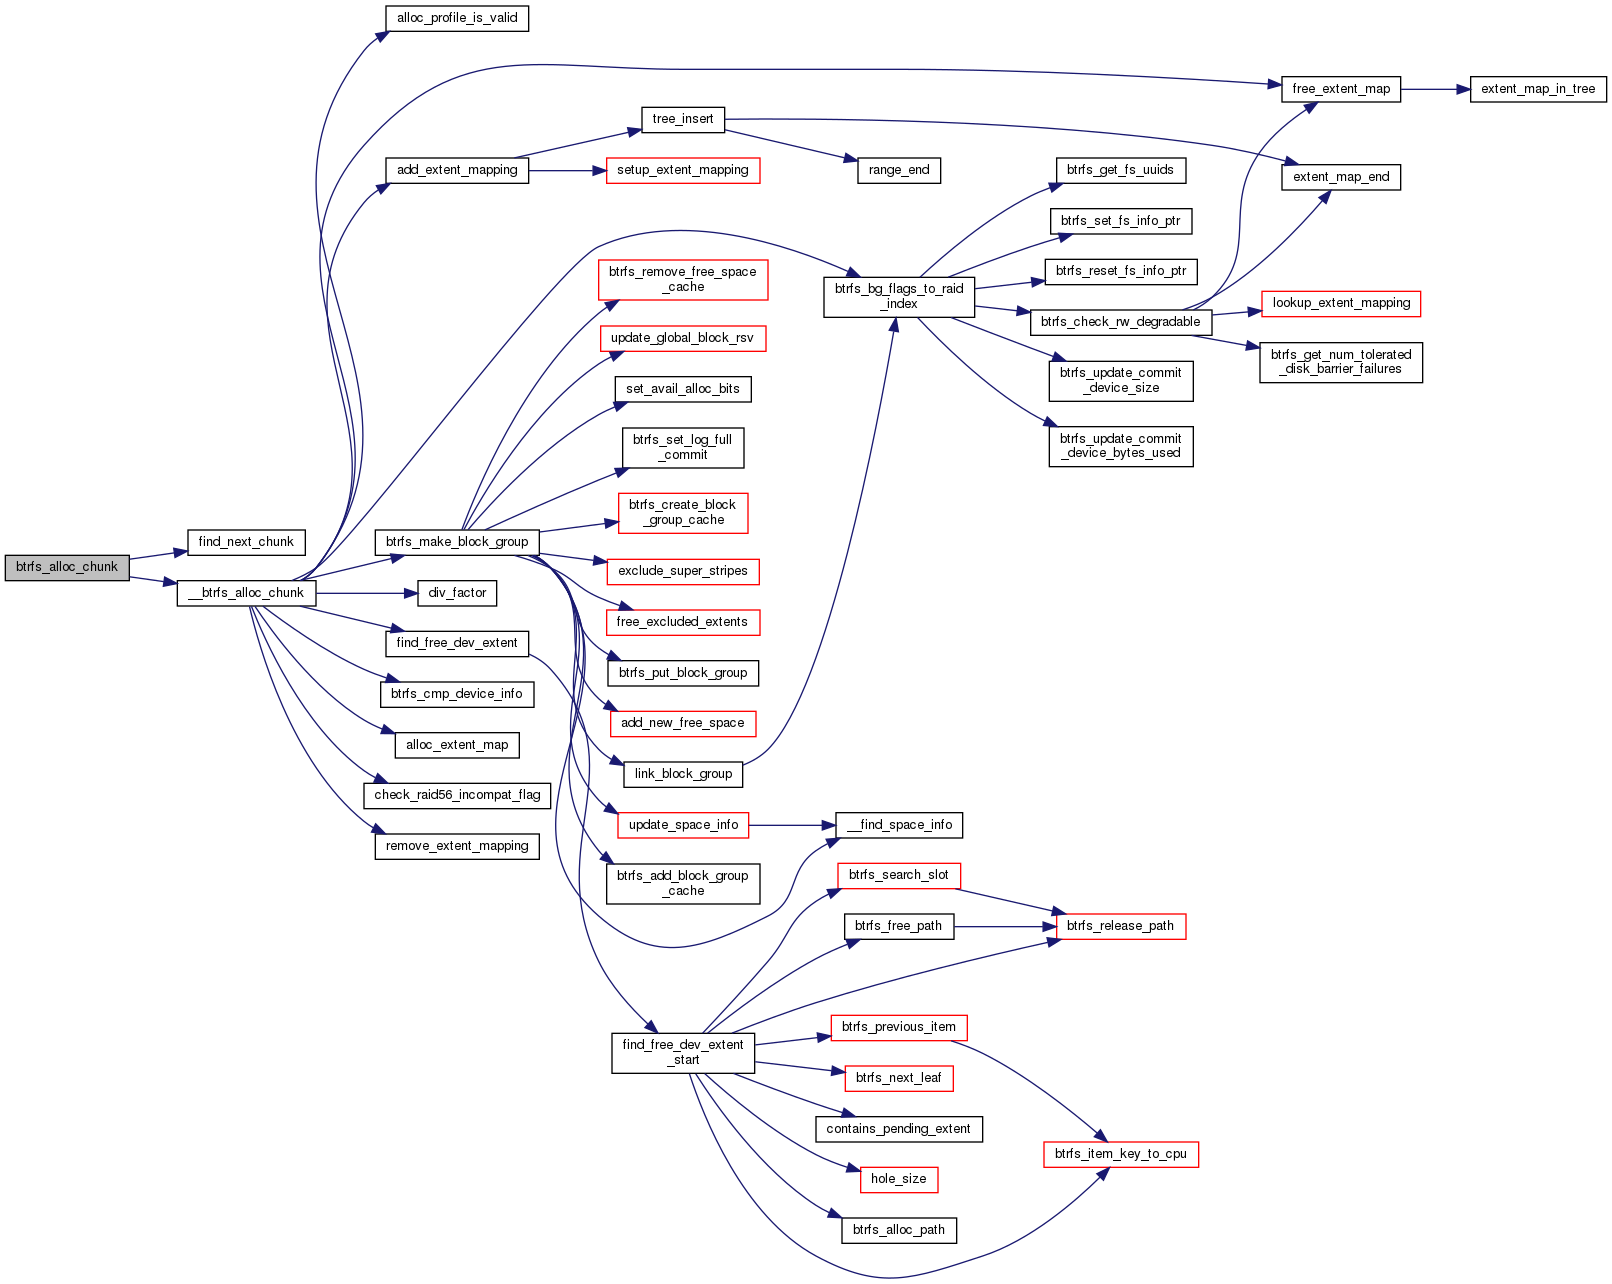 alloc_profile_is_valid
free_extent_map
extent_map_in_tree
tree_insert
add_extent_mapping
setup_extent_mapping
range_end
btrfs_get_fs_uuids
extent_map_end
btrfs_set_fs_info_ptr
btrfs_remove_free_space
_cache
btrfs_reset_fs_info_ptr
btrfs_bg_flags_to_raid
_index
lookup_extent_mapping
btrfs_check_rw_degradable
update_global_block_rsv
btrfs_get_num_tolerated
_disk_barrier_failures
btrfs_update_commit
_device_size
set_avail_alloc_bits
btrfs_set_log_full
_commit
btrfs_update_commit
_device_bytes_used
btrfs_create_block
_group_cache
find_next_chunk
btrfs_make_block_group
btrfs_alloc_chunk
exclude_super_stripes
__btrfs_alloc_chunk
div_factor
free_excluded_extents
find_free_dev_extent
btrfs_put_block_group
btrfs_cmp_device_info
add_new_free_space
alloc_extent_map
link_block_group
check_raid56_incompat_flag
update_space_info
__find_space_info
remove_extent_mapping
btrfs_add_block_group
_cache
btrfs_search_slot
btrfs_free_path
btrfs_release_path
btrfs_previous_item
find_free_dev_extent
_start
btrfs_next_leaf
contains_pending_extent
btrfs_item_key_to_cpu
hole_size
btrfs_alloc_path